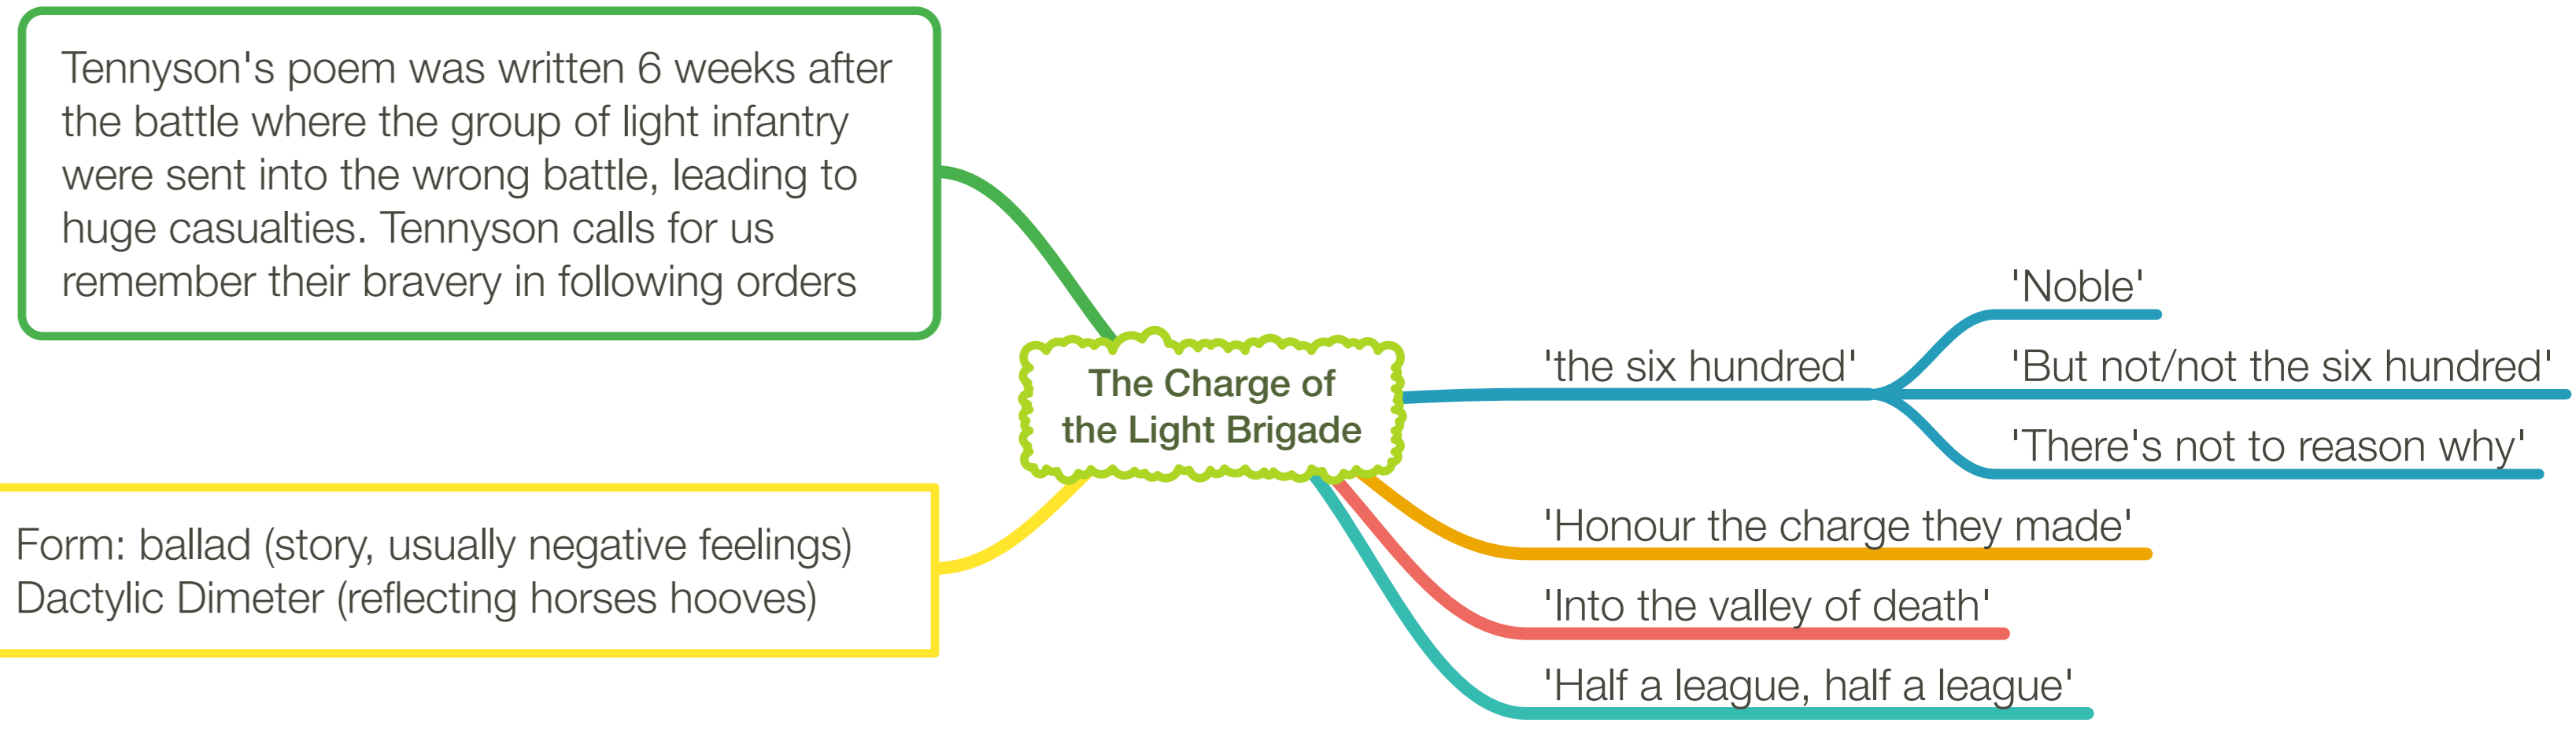 Tennyson's poem was written 6 weeks after
the battle where the group of light infantry
were sent into the wrong battle, leading to
huge casualties. Tennyson calls for us
remember their bravery in following orders
Form: ballad (story, usually negative feelings)
Dactylic Dimeter (reflecting horses hooves)
The Charge of
the Light Brigade
'the six hundred'
'Noble'
'But not/not the six hundred'
'There's not to reason why'
'Honour the charge they made'
'Into the valley of death'
'Half a league, half a league'